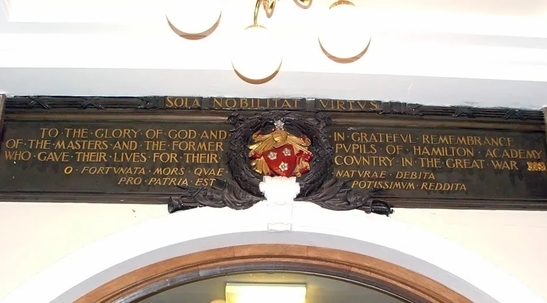 SOLA NOBILITAT VIRTVS
TO · THE · GLORY · OF · GOD · AND · IN · GRATEFVL · REMEMBRANCE
OF · THE · MASTERS · AND · THE · FORMER · PVPILS · OF · HAMILTON · ACADEMY
WHO · GAVE · THEIR · LIVES · FOR · THEIR · COVNTRY · IN · THE · GREAT · WAR
O · FORTVNATA · MORS · QVAE · NATVRAE · DEBITA
PRO · PATRIA · EST · POTISSIMVM · REDDITA